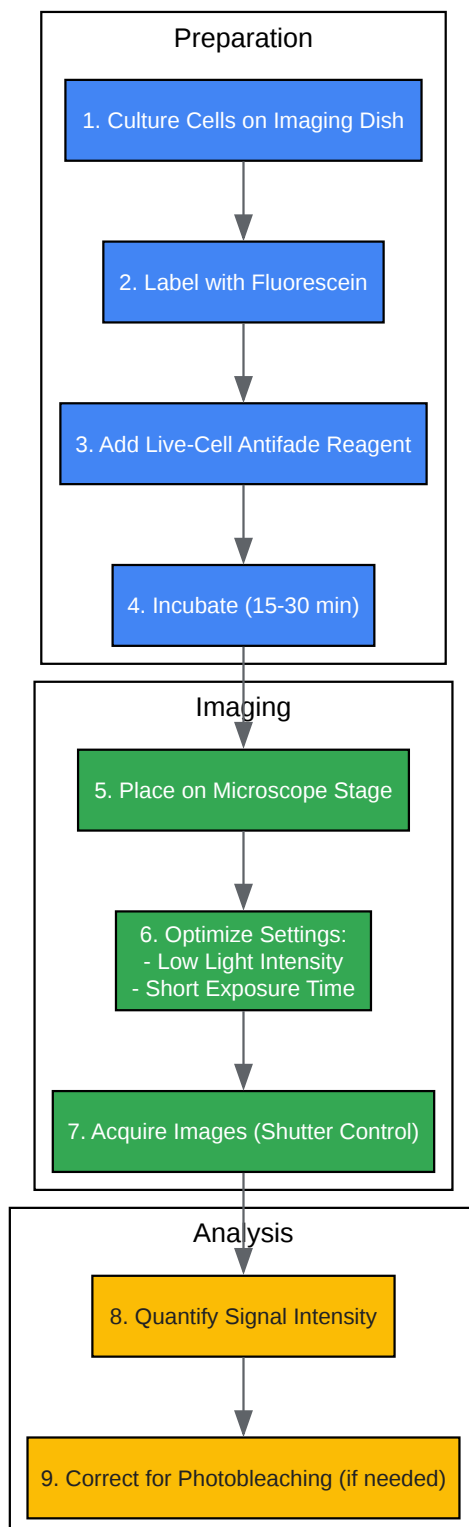 Preparation
1. Culture Cells on Imaging Dish
2. Label with Fluorescein
3. Add Live-Cell Antifade Reagent
4. Incubate (15-30 min)
Imaging
5. Place on Microscope Stage
6. Optimize Settings:
- Low Light Intensity
- Short Exposure Time
7. Acquire Images (Shutter Control)
Analysis
8. Quantify Signal Intensity
9. Correct for Photobleaching (if needed)